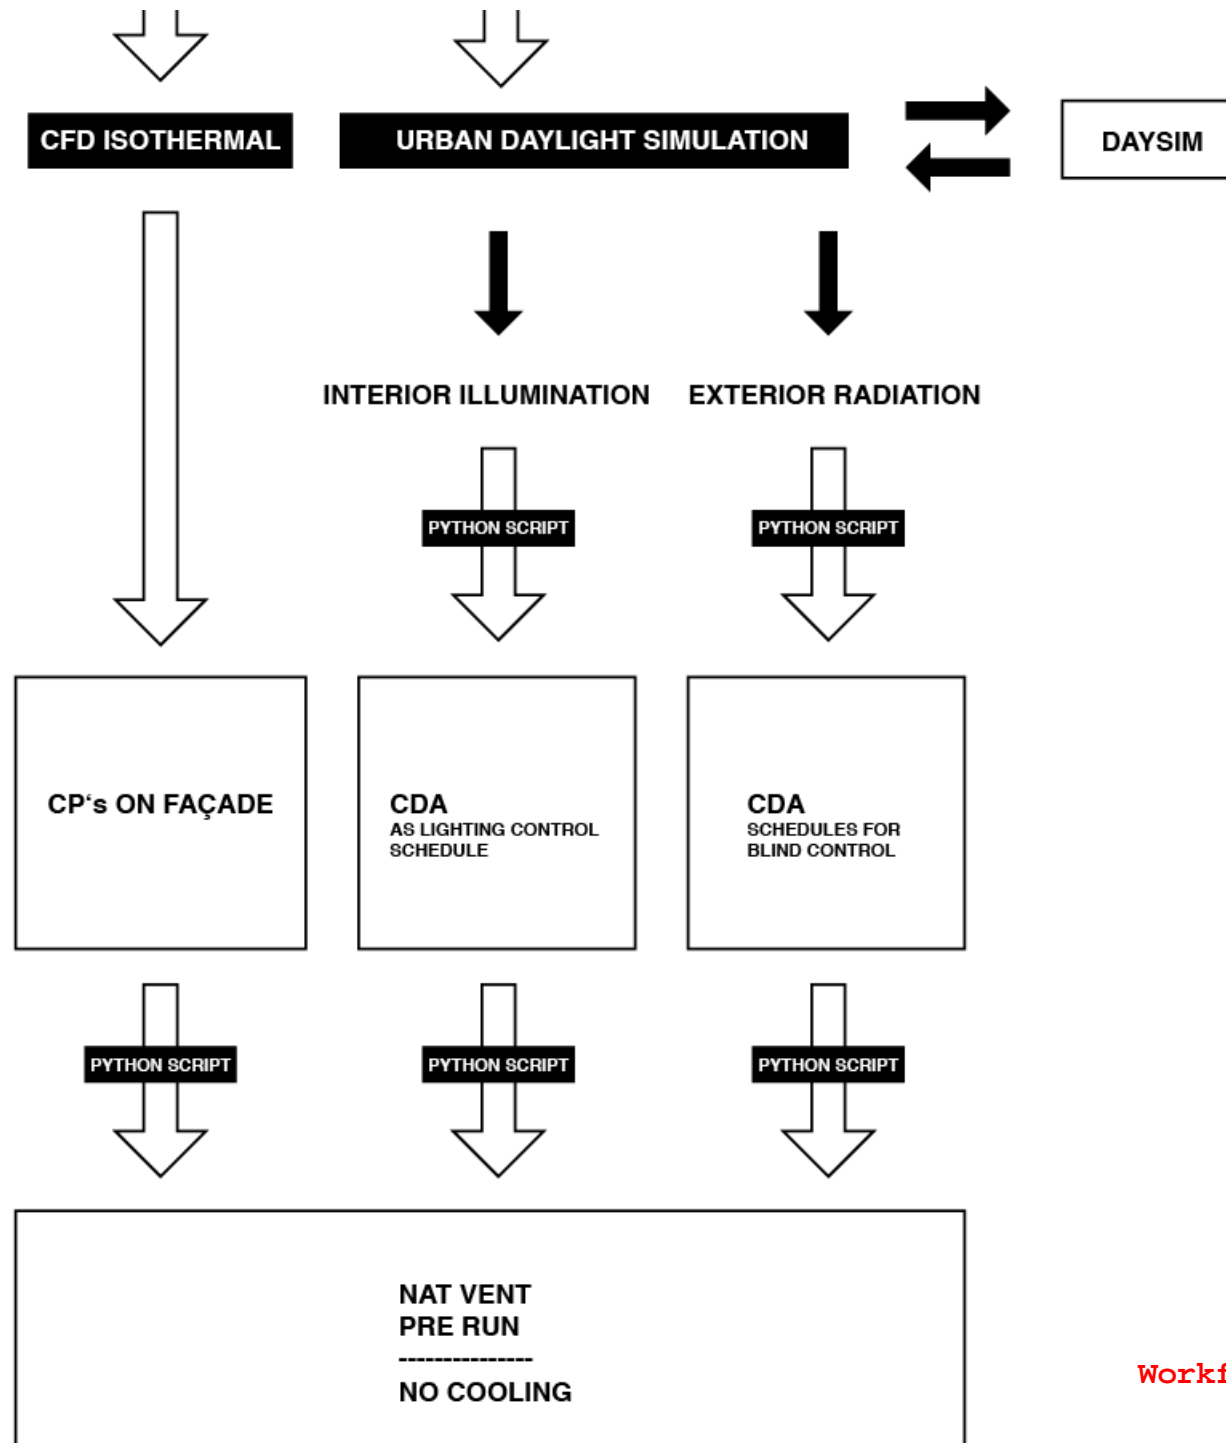 CFD ISOTHERMAL
URBAN DAYLIGHT SIMULATION
DAYSIM
INTERIOR ILLUMINATION
EXTERIOR RADIATION
PYTHON SCRIPT
PYTHON SCRIPT
CP‘s ON FAÇADE
CDA
AS LIGHTING CONTROL
SCHEDULE
CDA
SCHEDULES FOR
BLIND CONTROL
PYTHON SCRIPT
PYTHON SCRIPT
PYTHON SCRIPT
NAT VENT
PRE RUN
---------------
NO COOLING